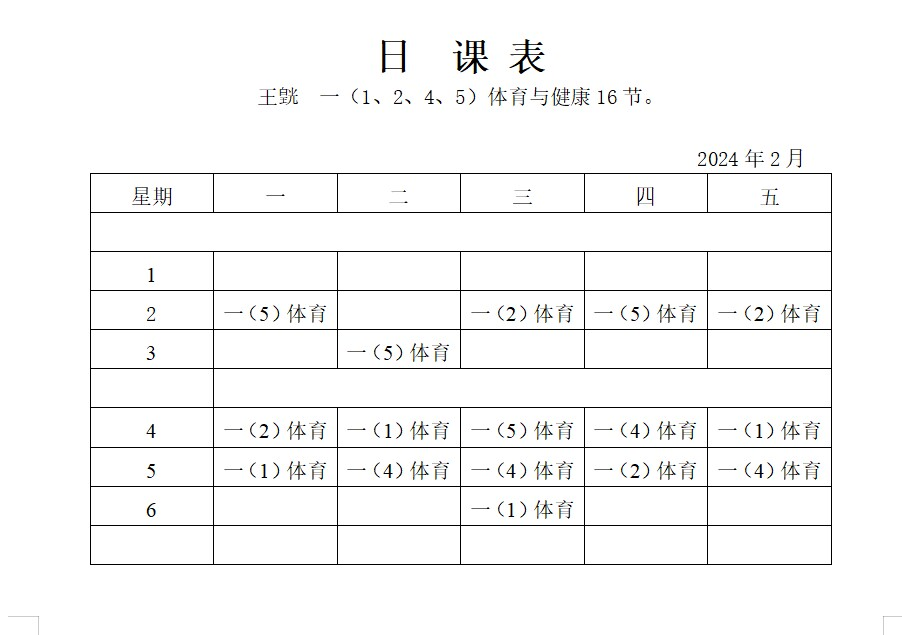 日 课 表
王晄 一（1、2、4、5）体育与健康16节。
2024年2月
星期 一 二 三 四 五
1
2 一（5）体育 一（2）体育 一（5）体育 一（2）体育
3 一（5）体育
4 一（2）体育 一（1）体育 一（5）体育 一（4）体育 一（1）体育
5 一（1）体育 一（4）体育 一（4）体育 一（2）体育 一（4）体育
6 一（1）体育